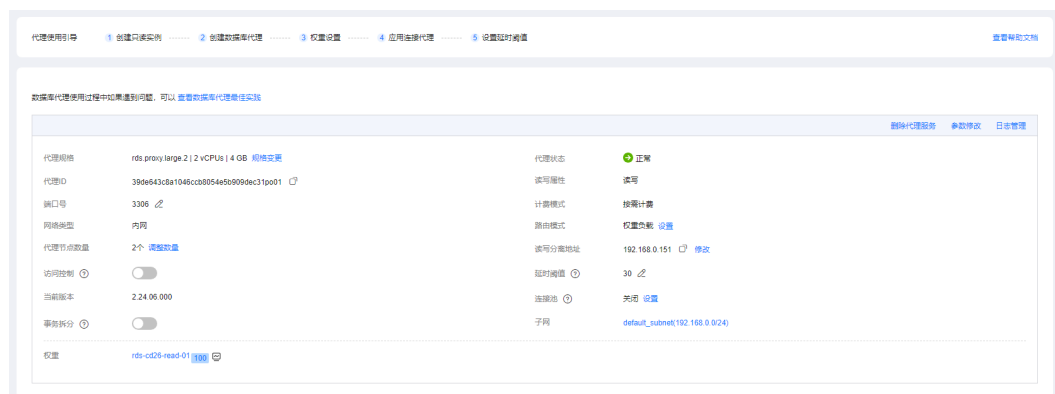 代理使用引导 1 创建只读实例 2 创建数据库代理 3 权重设置 4 应用连接代理 5 设置延时阈值 查看帮助文档
数据库代理使用过程中如果遇到问题，可以 查看数据库代理最佳实践
删除代理服务 参数修改 日志管理
代理规格 rds.proxy.large.2 | 2 vCPUs | 4 GB 规格变更 代理状态 正常
代理ID 39de643c8a1046ccb8054e5b909dec31po01 读写属性 读写
端口号 3306 计费模式 按需计费
网络类型 内网 路由模式 权重负载 设置
代理节点数量 2个 调整数量 读写分离地址 192.168.0.151 修改
访问控制 延时阈值 30
当前版本 2.24.06.000 连接池 关闭 设置
事务拆分 子网 default_subnet(192.168.0.0/24)
权重 rds-cd26-read-01 100